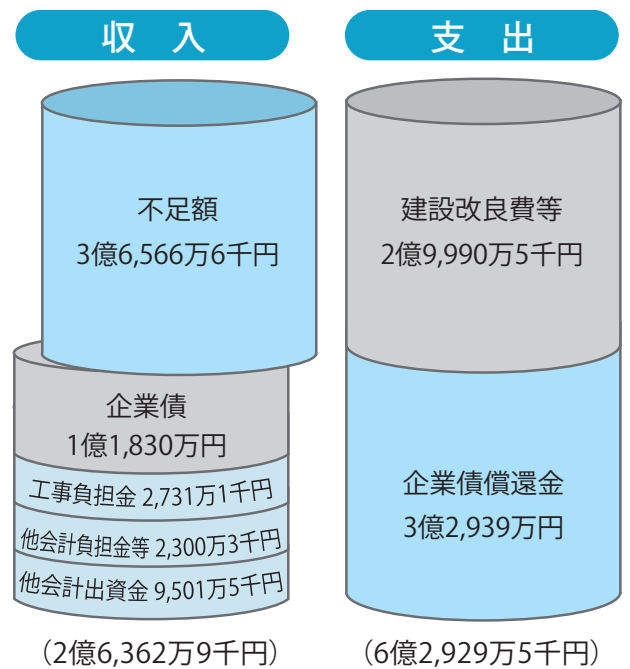 収 入
不足額
3億6,566万6千円
企業債
1億1,830万円
工事負担金 2,731万1千円
他会計負担金等 2,300万3千円
他会計出資金 9,501万5千円
（2億6,362万9千円）
支 出
建設改良費等
2億9,990万5千円
企業債償還金
3億2,939万円
（6億2,929万5千円）